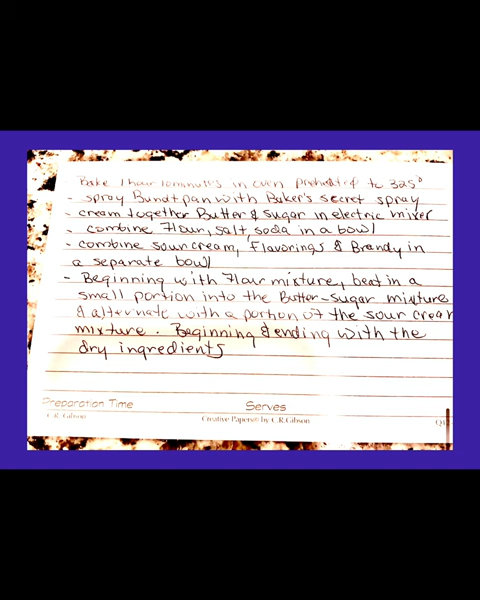 Bake 1 hour 10 minutes in oven preheated to 325°
- spray Bundt pan with Baker's secret spray
- cream together Butter & Sugar in electric mixer
- combine Flour, salt, soda in a bowl
- combine sour cream, Flavorings & Brandy in
a separate bowl
- Beginning with Flour mixture, beat in a
small portion into the Butter-sugar mixture
& alternate with a portion of the sour cream
mixture. Beginning & ending with the
dry ingredients
Preparation Time Serves
C.R. Gibson Creative Papers® by C.R. Gibson